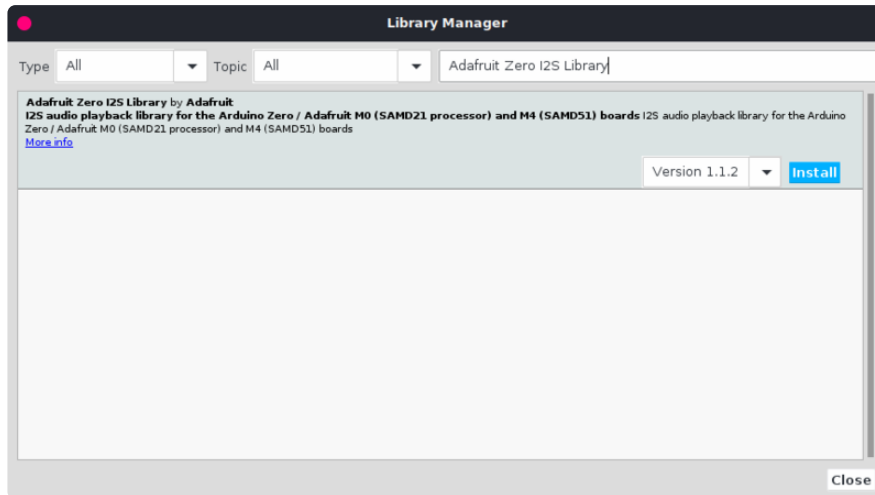 Library Manager
Type All Topic All Adafruit Zero I2S Library
Adafruit Zero I2S Library by Adafruit
I2S audio playback library for the Arduino Zero / Adafruit M0 (SAMD21 processor) and M4 (SAMD51) boards I2S audio playback library for the Arduino
Zero / Adafruit M0 (SAMD21 processor) and M4 (SAMD51) boards
More info
Version 1.1.2 Install
Close